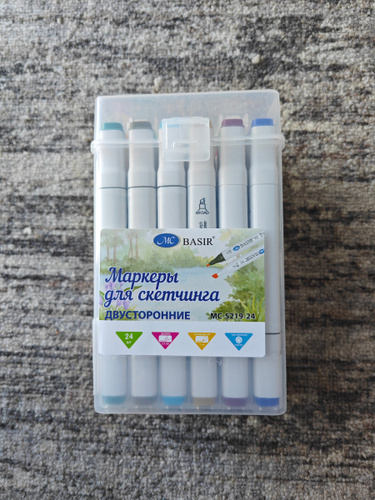 MC BASIR®
Маркеры
для скетчинга
ДВУСТОРОННИЕ
MC-5219-24
24